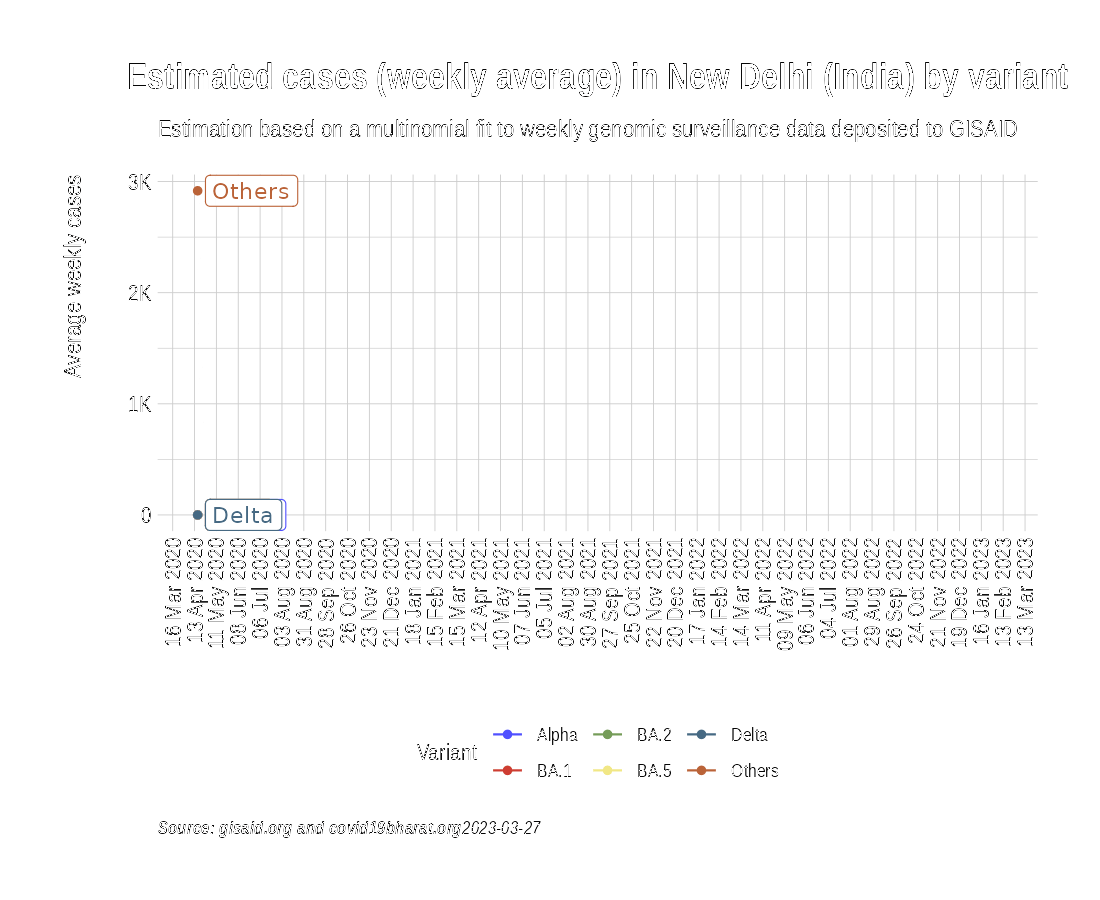 Estimated cases (weekly average) in New Delhi (India) by variant
Estimation based on a multinomial fit to weekly genomic surveillance data deposited to GISAID
Average weekly cases
3K
2K
1K
0
Others
Delta
16 Mar 2020
13 Apr 2020
11 May 2020
08 Jun 2020
06 Jul 2020
03 Aug 2020
31 Aug 2020
28 Sep 2020
26 Oct 2020
23 Nov 2020
21 Dec 2020
18 Jan 2021
15 Feb 2021
15 Mar 2021
12 Apr 2021
10 May 2021
07 Jun 2021
05 Jul 2021
02 Aug 2021
30 Aug 2021
27 Sep 2021
25 Oct 2021
22 Nov 2021
20 Dec 2021
17 Jan 2022
14 Feb 2022
14 Mar 2022
11 Apr 2022
09 May 2022
06 Jun 2022
04 Jul 2022
01 Aug 2022
29 Aug 2022
26 Sep 2022
24 Oct 2022
21 Nov 2022
19 Dec 2022
16 Jan 2023
13 Feb 2023
13 Mar 2023
Variant
Alpha
BA.2
Delta
BA.1
BA.5
Others
Source: gisaid.org and covid19bharat.org2023-03-27